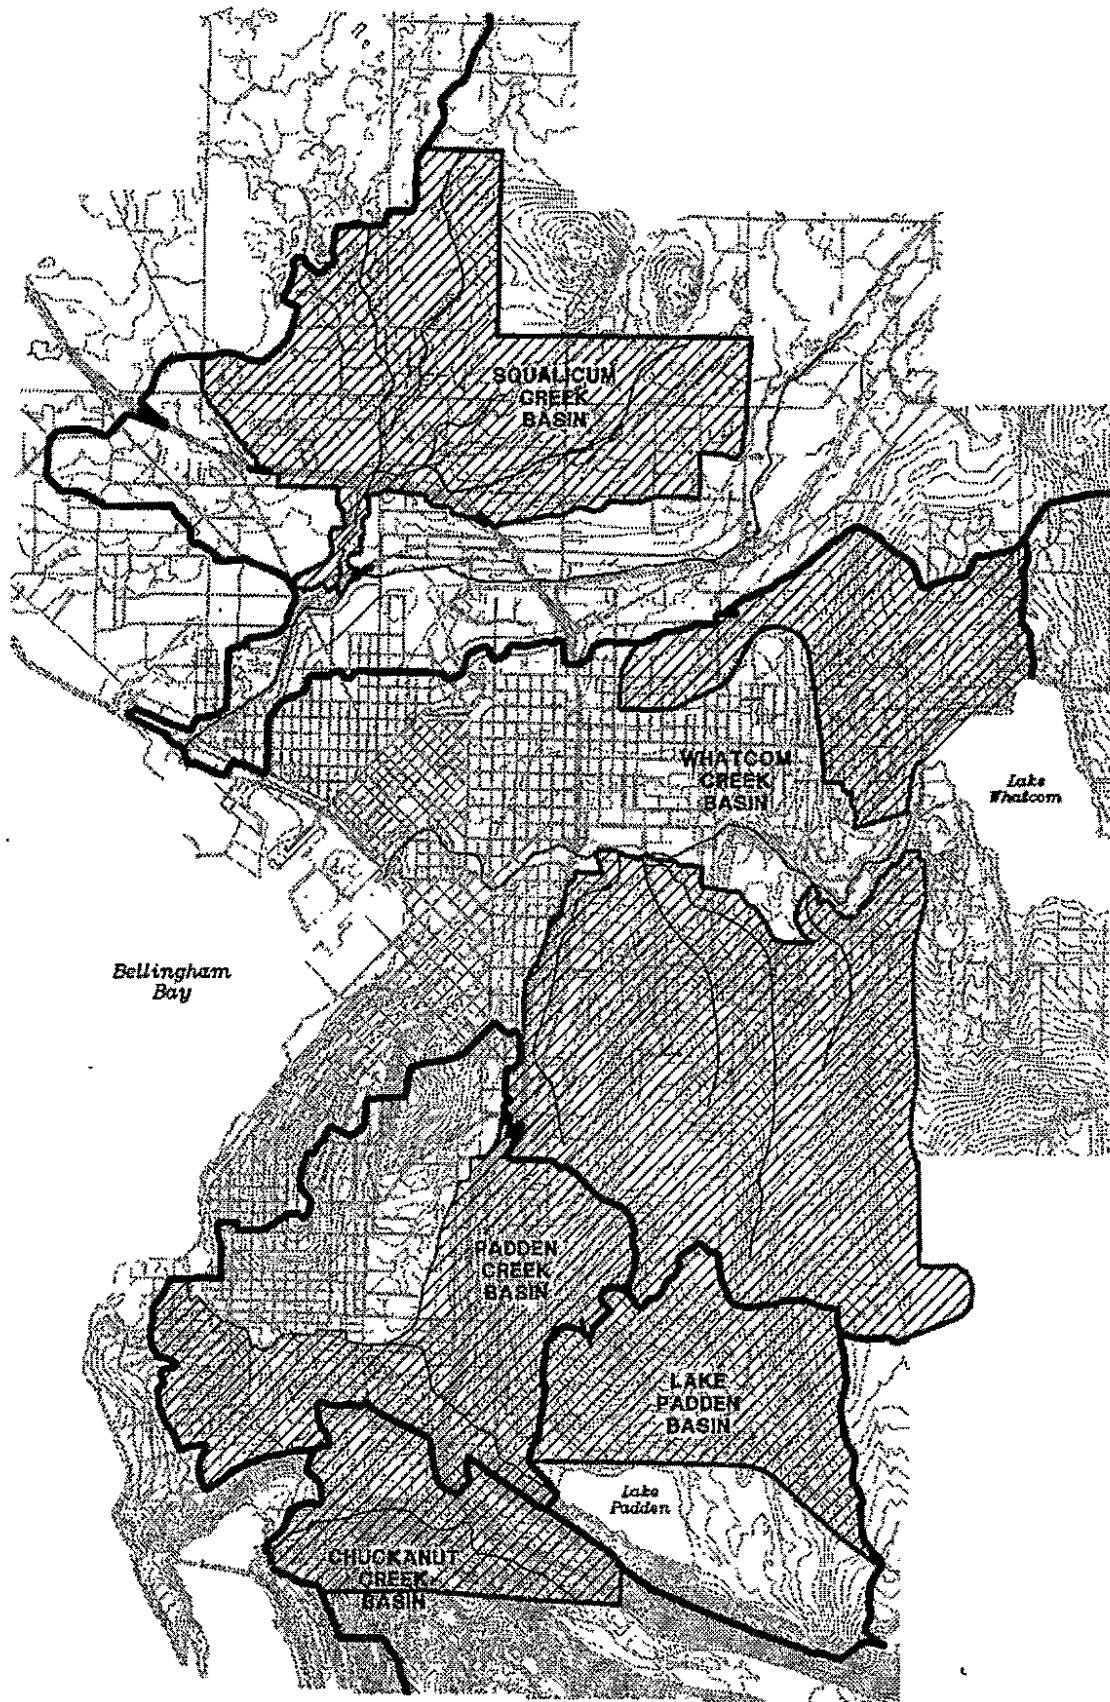 SQUALICUM
CREEK
BASIN
WHATCOM
CREEK
BASIN
Lake
Whatcom
Bellingham
Bay
PADDEN
CREEK
BASIN
LAKE
PADDEN
BASIN
Lake
Padden
CHUCKANUT
CREEK
BASIN